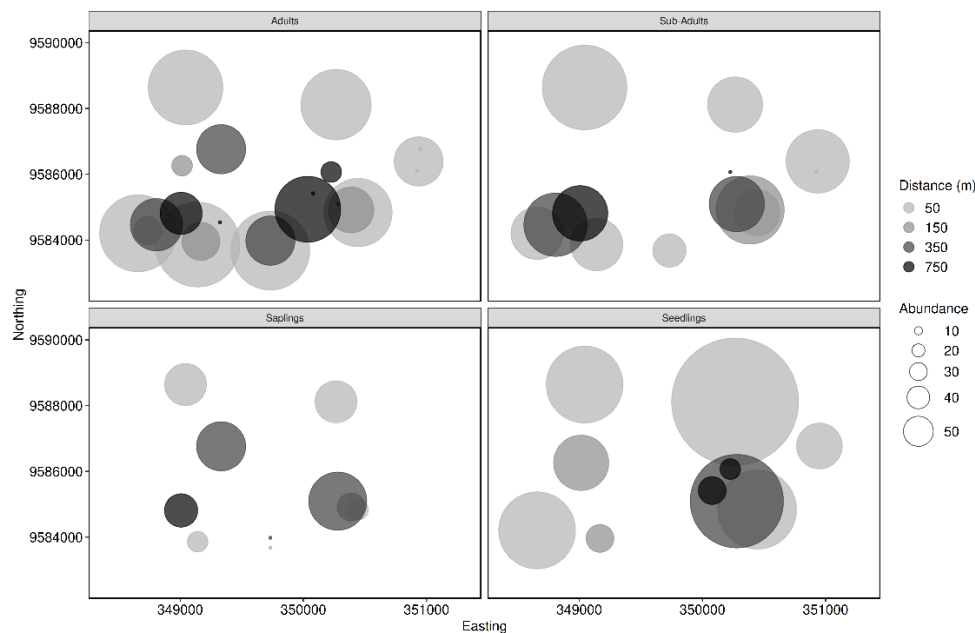 Adults
Sub-Adults
9590000
9588000
9586000
9584000
Saplings
Seedlings
9590000
9588000
9586000
9584000
349000
350000
351000
349000
350000
351000
Easting
Northing
Distance (m)
50
150
350
750
Abundance
10
20
30
40
50